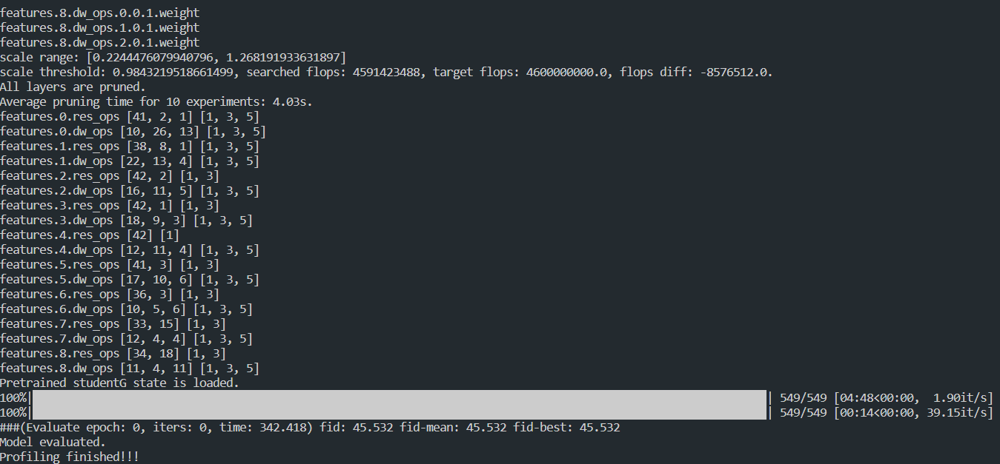 features.8.dw_ops.0.0.1.weight
features.8.dw_ops.1.0.1.weight
features.8.dw_ops.2.0.1.weight
scale range: [0.2244476079940796, 1.268191933631897]
scale threshold: 0.9843219518661499, searched flops: 4591423488, target flops: 4600000000.0, flops diff: -8576512.0.
All layers are pruned.
Average pruning time for 10 experiments: 4.03s.
features.0.res_ops [41, 2, 1] [1, 3, 5]
features.0.dw_ops [10, 26, 13] [1, 3, 5]
features.1.res_ops [38, 8, 1] [1, 3, 5]
features.1.dw_ops [22, 13, 4] [1, 3, 5]
features.2.res_ops [42, 2] [1, 3]
features.2.dw_ops [16, 11, 5] [1, 3, 5]
features.3.res_ops [42, 1] [1, 3]
features.3.dw_ops [18, 9, 3] [1, 3, 5]
features.4.res_ops [42] [1]
features.4.dw_ops [12, 11, 4] [1, 3, 5]
features.5.res_ops [41, 3] [1, 3]
features.5.dw_ops [17, 10, 6] [1, 3, 5]
features.6.res_ops [36, 3] [1, 3]
features.6.dw_ops [10, 5, 6] [1, 3, 5]
features.7.res_ops [33, 15] [1, 3]
features.7.dw_ops [12, 4, 4] [1, 3, 5]
features.8.res_ops [34, 18] [1, 3]
features.8.dw_ops [11, 4, 11] [1, 3, 5]
Pretrained studentG state is loaded.
100%| | 549/549 [04:48<00:00, 1.90it/s]
100%| | 549/549 [00:14<00:00, 39.15it/s]
###(Evaluate epoch: 0, iters: 0, time: 342.418) fid: 45.532 fid-mean: 45.532 fid-best: 45.532
Model evaluated.
Profiling finished!!!